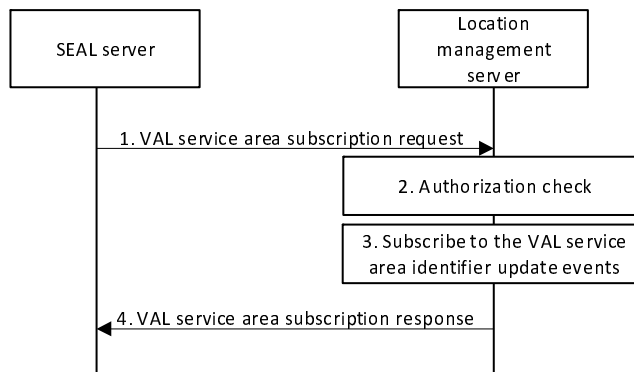 SEAL server
Location
management
server
1. VAL service area subscription request
2. Authorization check
3. Subscribe to the VAL service
area identifier update events
4. VAL service area subscription response